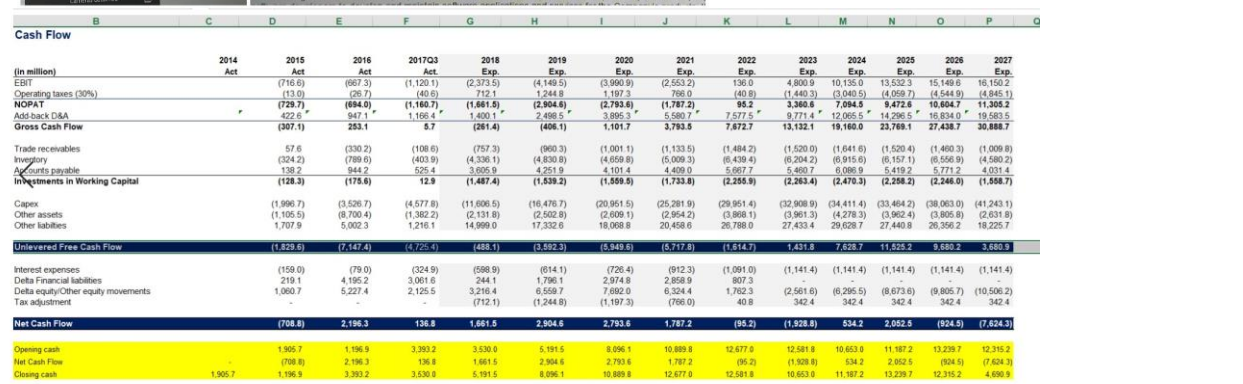 B C D E F G H I J K L M N O P Q
Cash Flow
2014 2015 2016 2017Q3 2018 2019 2020 2021 2022 2023 2024 2025 2026 2027
(in million) Act Act Act Act. Exp. Exp. Exp. Exp. Exp. Exp. Exp. Exp. Exp. Exp.
EBIT (716.6) (667.3) (1,120.1) (2,373.5) (4,149.5) (3,990.9) (2,553.2) 136.0 4,800.9 10,135.0 13,532.3 15,149.6 16,150.2
Operating taxes (30%) (13.0) (26.7) (40.6) 712.1 1,244.8 1,197.3 766.0 (40.8) (1,440.3) (3,040.5) (4,059.7) (4,544.9) (4,845.1)
NOPAT (729.7) (694.0) (1,160.7) (1,661.5) (2,904.6) (2,793.6) (1,787.2) 95.2 3,360.6 7,094.5 9,472.6 10,604.7 11,305.2
Add-back D&A 422.6 947.1 1,166.4 1,400.1 2,498.5 3,895.3 5,580.7 7,577.5 9,771.4 12,065.5 14,296.5 16,834.0 19,583.5
Gross Cash Flow (307.1) 253.1 5.7 (261.4) (406.1) 1,101.7 3,793.5 7,672.7 13,132.1 19,160.0 23,769.1 27,438.7 30,888.7
Trade receivables 57.6 (330.2) (108.6) (757.3) (960.3) (1,001.1) (1,133.5) (1,484.2) (1,520.0) (1,641.6) (1,520.4) (1,460.3) (1,009.8)
Inventory (324.2) (789.6) (403.9) (4,336.1) (4,830.8) (4,659.8) (5,009.3) (6,439.4) (6,204.2) (6,915.6) (6,157.1) (6,556.9) (4,580.2)
Accounts payable 138.2 944.2 525.4 3,605.9 4,251.9 4,101.4 4,409.0 5,667.7 5,460.7 6,086.9 5,419.2 5,771.2 4,031.4
Investments in Working Capital (128.3) (175.6) 12.9 (1,487.4) (1,539.2) (1,559.5) (1,733.8) (2,255.9) (2,263.4) (2,470.3) (2,258.2) (2,246.0) (1,558.7)
Capex (1,996.7) (3,526.7) (4,577.8) (11,606.5) (16,476.7) (20,951.5) (25,281.9) (29,951.4) (32,908.9) (34,411.4) (33,464.2) (38,063.0) (41,243.1)
Other assets (1,105.5) (8,700.4) (1,382.2) (2,131.8) (2,502.8) (2,609.1) (2,954.2) (3,868.1) (3,961.3) (4,278.3) (3,962.4) (3,805.8) (2,631.8)
Other liabilties 1,707.9 5,002.3 1,216.1 14,999.0 17,332.6 18,068.8 20,458.6 26,788.0 27,433.4 29,628.7 27,440.8 26,356.2 18,225.7
Unlevered Free Cash Flow (1,829.6) (7,147.4) (4,725.4) (488.1) (3,592.3) (5,949.6) (5,717.8) (1,614.7) 1,431.8 7,628.7 11,525.2 9,680.2 3,680.9
Interest expenses (159.0) (79.0) (324.9) (598.9) (614.1) (726.4) (912.3) (1,091.0) (1,141.4) (1,141.4) (1,141.4) (1,141.4) (1,141.4)
Delta Financial liabilities 219.1 4,195.2 3,061.6 244.1 1,796.1 2,974.8 2,858.9 807.3 - - - - -
Delta equity/Other equity movements 1,060.7 5,227.4 2,125.5 3,216.4 6,559.7 7,692.0 6,324.4 1,762.3 (2,561.6) (6,295.5) (8,673.6) (9,805.7) (10,506.2)
Tax adjustment - - - (712.1) (1,244.8) (1,197.3) (766.0) 40.8 342.4 342.4 342.4 342.4 342.4
Net Cash Flow (708.8) 2,196.3 136.8 1,661.5 2,904.6 2,793.6 1,787.2 (95.2) (1,928.8) 534.2 2,052.5 (924.5) (7,624.3)
Opening cash 1,905.7 1,196.9 3,393.2 3,530.0 5,191.5 8,096.1 10,889.8 12,677.0 12,581.8 10,653.0 11,187.2 13,239.7 12,315.2
Net Cash Flow - (708.8) 2,196.3 136.8 1,661.5 2,904.6 2,793.6 1,787.2 (95.2) (1,928.8) 534.2 2,052.5 (924.5) (7,624.3)
Closing cash 1,905.7 1,196.9 3,393.2 3,530.0 5,191.5 8,096.1 10,889.8 12,677.0 12,581.8 10,653.0 11,187.2 13,239.7 12,315.2 4,690.9